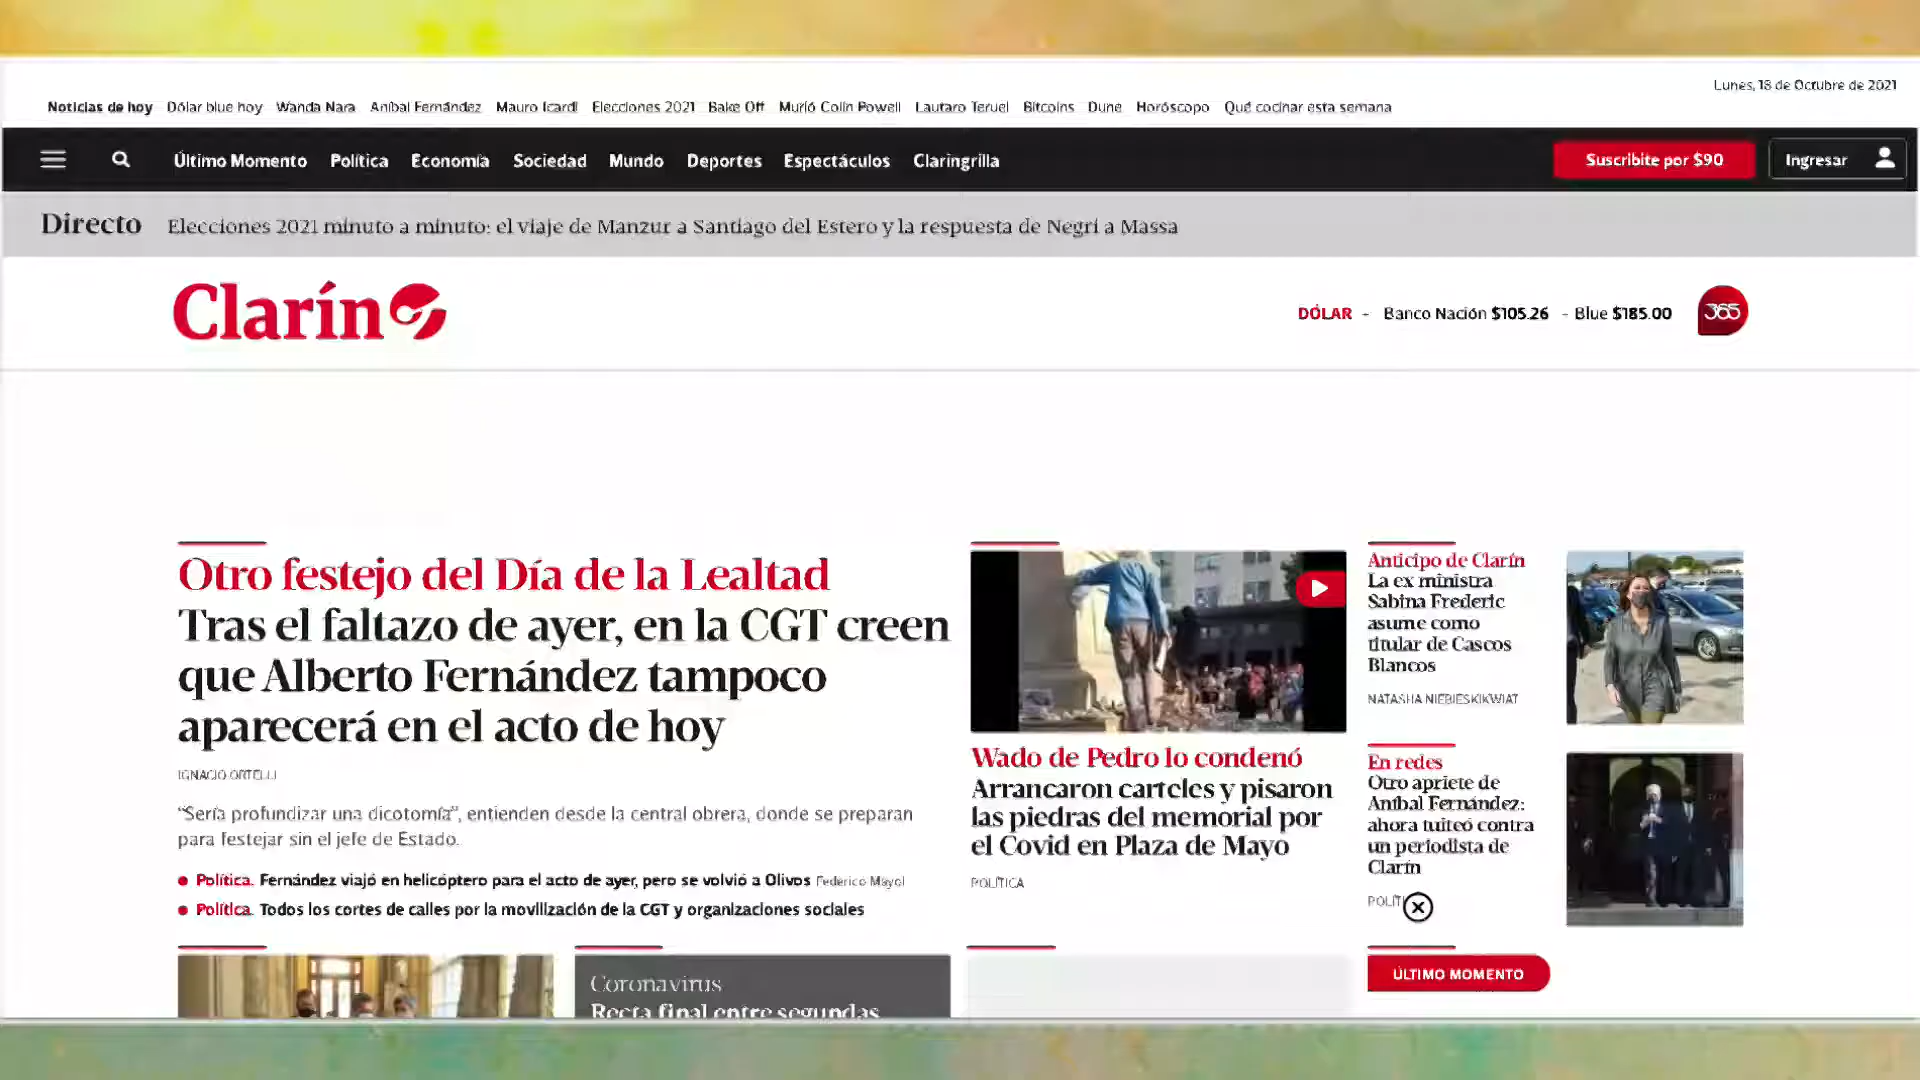 Lunes, 18 de Octubre de 2021
Noticias de hoy Dólar blue hoy Wanda Nara Aníbal Fernández Mauro Icardi Elecciones 2021 Bake Off Murió Colin Powell Lautaro Teruel Bitcoins Dune Horóscopo Qué cocinar esta semana
Último Momento Política Economía Sociedad Mundo Deportes Espectáculos Claringrilla Suscribite por $90 Ingresar
Directo Elecciones 2021 minuto a minuto: el viaje de Manzur a Santiago del Estero y la respuesta de Negri a Massa
Clarín
DÓLAR - Banco Nación $105.26 - Blue $185.00 365
Otro festejo del Día de la Lealtad
Tras el faltazo de ayer, en la CGT creen
que Alberto Fernández tampoco
aparecerá en el acto de hoy
IGNACIO ORTELLI
“Sería profundizar una dicotomía”, entienden desde la central obrera, donde se preparan
para festejar sin el jefe de Estado.
Política. Fernández viajó en helicóptero para el acto de ayer, pero se volvió a Olivos Federico Mayol
Política. Todos los cortes de calles por la movilización de la CGT y organizaciones sociales
Wado de Pedro lo condenó
Arrancaron carteles y pisaron
las piedras del memorial por
el Covid en Plaza de Mayo
POLÍTICA
Anticipo de Clarín
La ex ministra
Sabina Frederic
asume como
titular de Cascos
Blancos
NATASHA NIEBIESKIKWIAT
En redes
Otro apriete de
Aníbal Fernández:
ahora tuiteó contra
un periodista de
Clarín
POLÍT
Coronavirus
Recta final entre segundas
ÚLTIMO MOMENTO